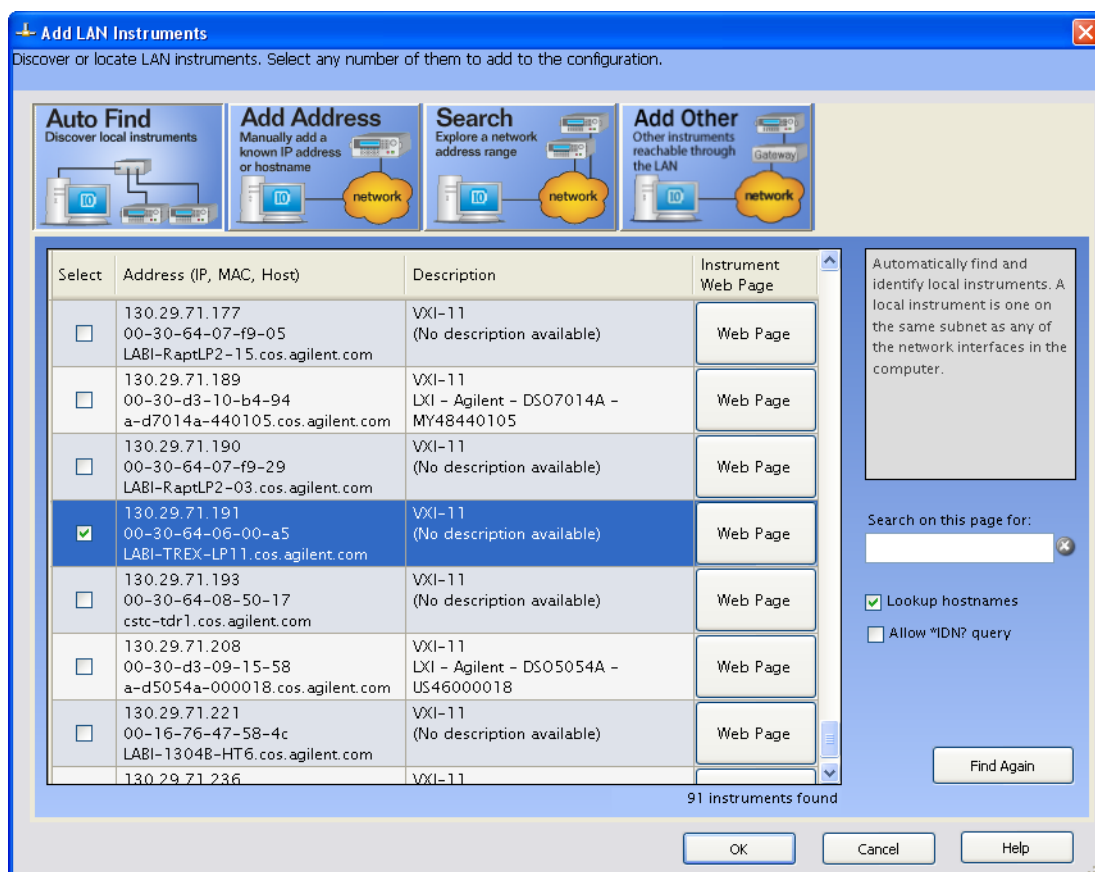 Add LAN Instruments
Discover or locate LAN instruments. Select any number of them to add to the configuration.
Auto Find
Discover local instruments
IO
Add Address
Manually add a
known IP address
or hostname
IO
network
Search
Explore a network
address range
IO
network
Add Other
Other instruments
reachable through
the LAN
Gateway
IO
network
Select
Address (IP, MAC, Host)
Description
Instrument
Web Page
130.29.71.177
00-30-64-07-f9-05
LABI-RaptLP2-15.cos.agilent.com
VXI-11
(No description available)
Web Page
130.29.71.189
00-30-d3-10-b4-94
a-d7014a-440105.cos.agilent.com
VXI-11
LXI - Agilent - DSO7014A -
MY48440105
Web Page
130.29.71.190
00-30-64-07-f9-29
LABI-RaptLP2-03.cos.agilent.com
VXI-11
(No description available)
Web Page
130.29.71.191
00-30-64-06-00-a5
LABI-TREX-LP11.cos.agilent.com
VXI-11
(No description available)
Web Page
130.29.71.193
00-30-64-08-50-17
cstc-tdr1.cos.agilent.com
VXI-11
(No description available)
Web Page
130.29.71.208
00-30-d3-09-15-58
a-d5054a-000018.cos.agilent.com
VXI-11
LXI - Agilent - DSO5054A -
US46000018
Web Page
130.29.71.221
00-16-76-47-58-4c
LABI-1304B-HT6.cos.agilent.com
VXI-11
(No description available)
Web Page
130.29.71.236
VXI-11
91 instruments found
Automatically find and
identify local instruments. A
local instrument is one on
the same subnet as any of
the network interfaces in the
computer.
Search on this page for:
Lookup hostnames
Allow *IDN? query
Find Again
OK
Cancel
Help